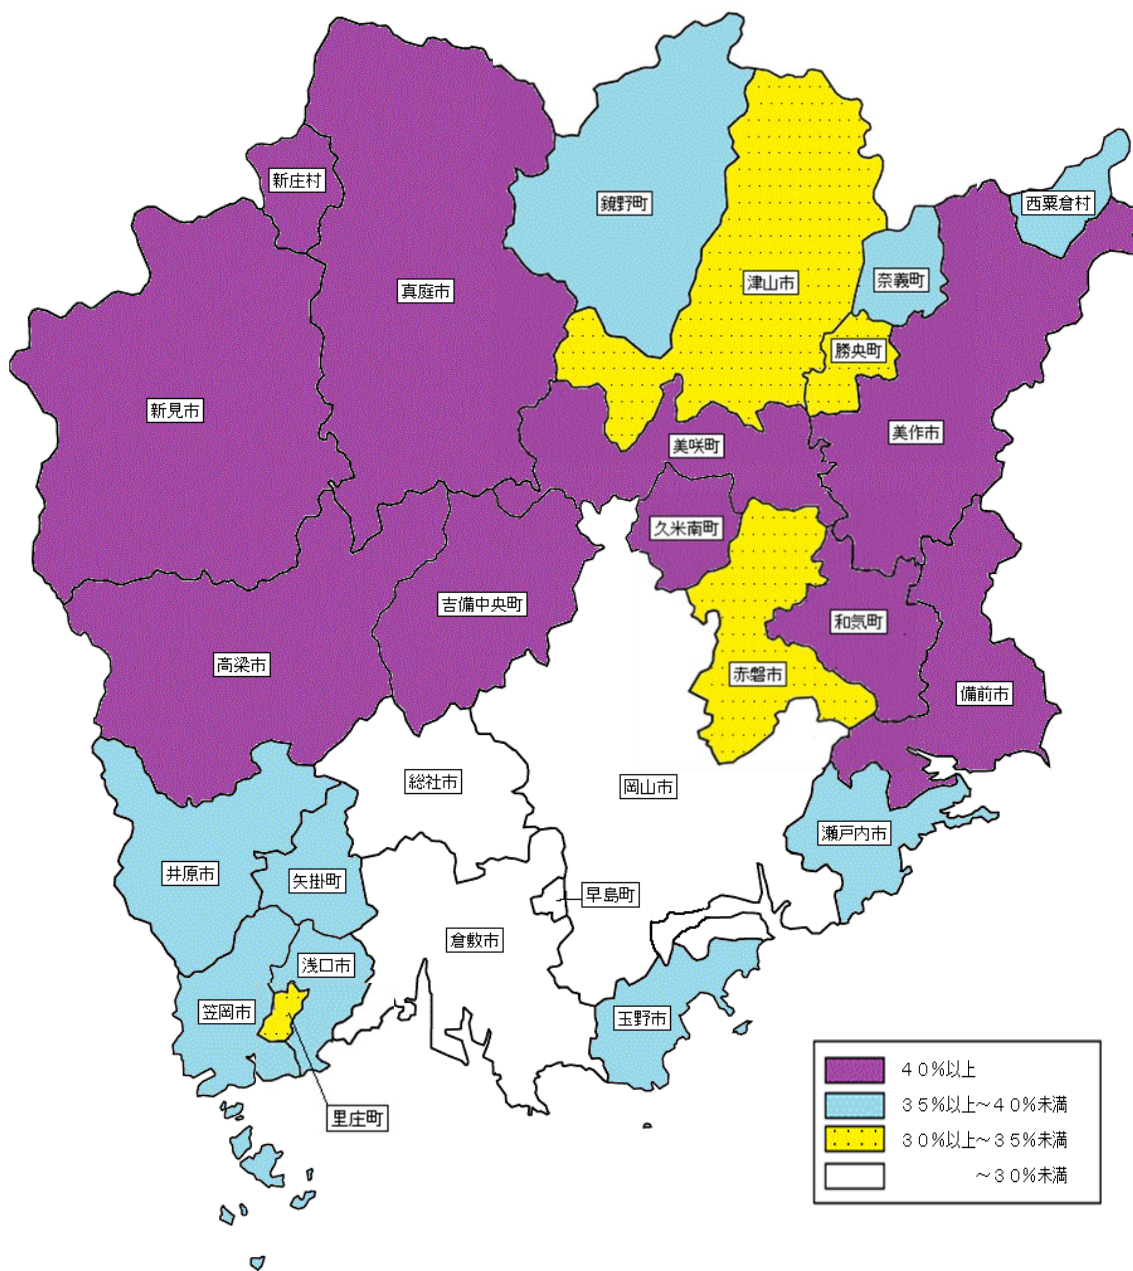 新庄村
鏡野町
西粟倉村
真庭市
津山市
奈義町
勝央町
新見市
美作市
美咲町
久米南町
吉備中央町
和気町
高梁市
赤磐市
備前市
総社市
岡山市
瀬戸内市
井原市
矢掛町
早島町
倉敷市
浅口市
笠岡市
玉野市
里庄町
40%以上
35%以上~40%未満
30%以上~35%未満
~30%未満